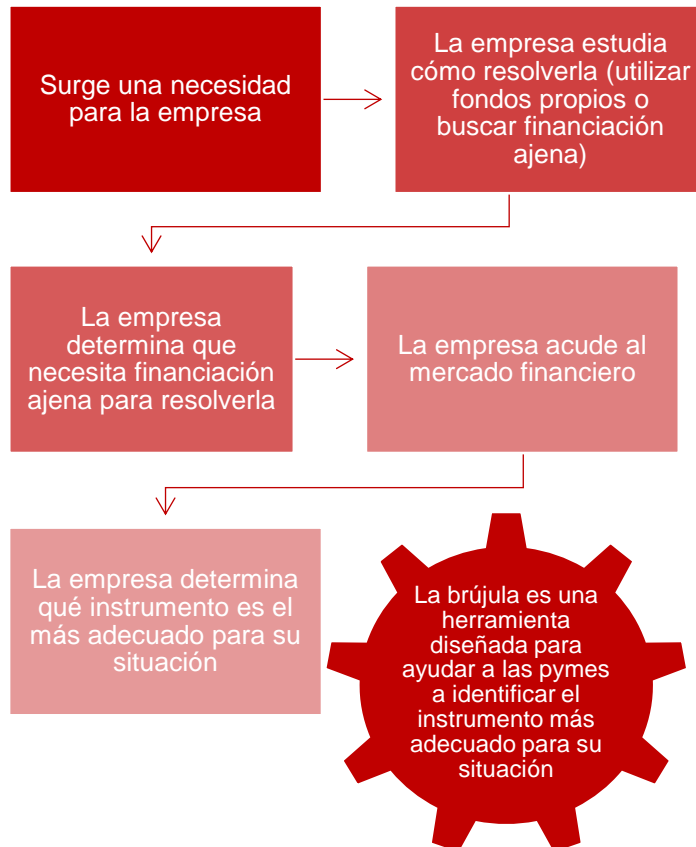 Surge una necesidad
para la empresa
La empresa estudia
cómo resolverla (utilizar
fondos propios o
buscar financiación
ajena)
La empresa
determina que
necesita financiación
ajena para resolverla
La empresa acude al
mercado financiero
La empresa determina
qué instrumento es el
más adecuado para su
situación
La brújula es una
herramienta
diseñada para
ayudar a las pymes
a identificar el
instrumento más
adecuado para su
situación